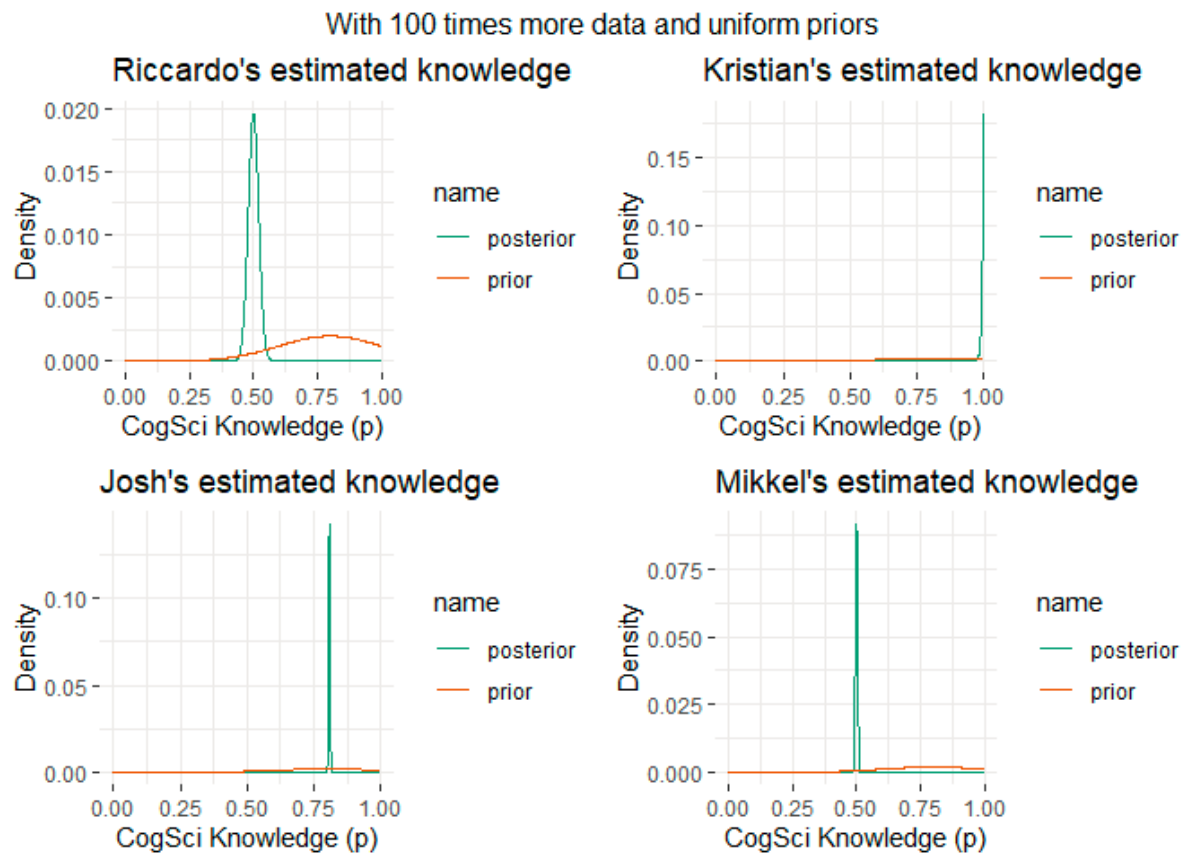 With 100 times more data and uniform priors
Riccardo's estimated knowledge
0.020
0.015
0.010
0.005
0.000
Density
0.00 0.25 0.50 0.75 1.00
CogSci Knowledge (p)
name
posterior
prior
Kristian's estimated knowledge
0.15
0.10
0.05
0.00
Density
0.00 0.25 0.50 0.75 1.00
CogSci Knowledge (p)
name
posterior
prior
Josh's estimated knowledge
0.10
0.05
0.00
Density
0.00 0.25 0.50 0.75 1.00
CogSci Knowledge (p)
name
posterior
prior
Mikkel's estimated knowledge
0.075
0.050
0.025
0.000
Density
0.00 0.25 0.50 0.75 1.00
CogSci Knowledge (p)
name
posterior
prior